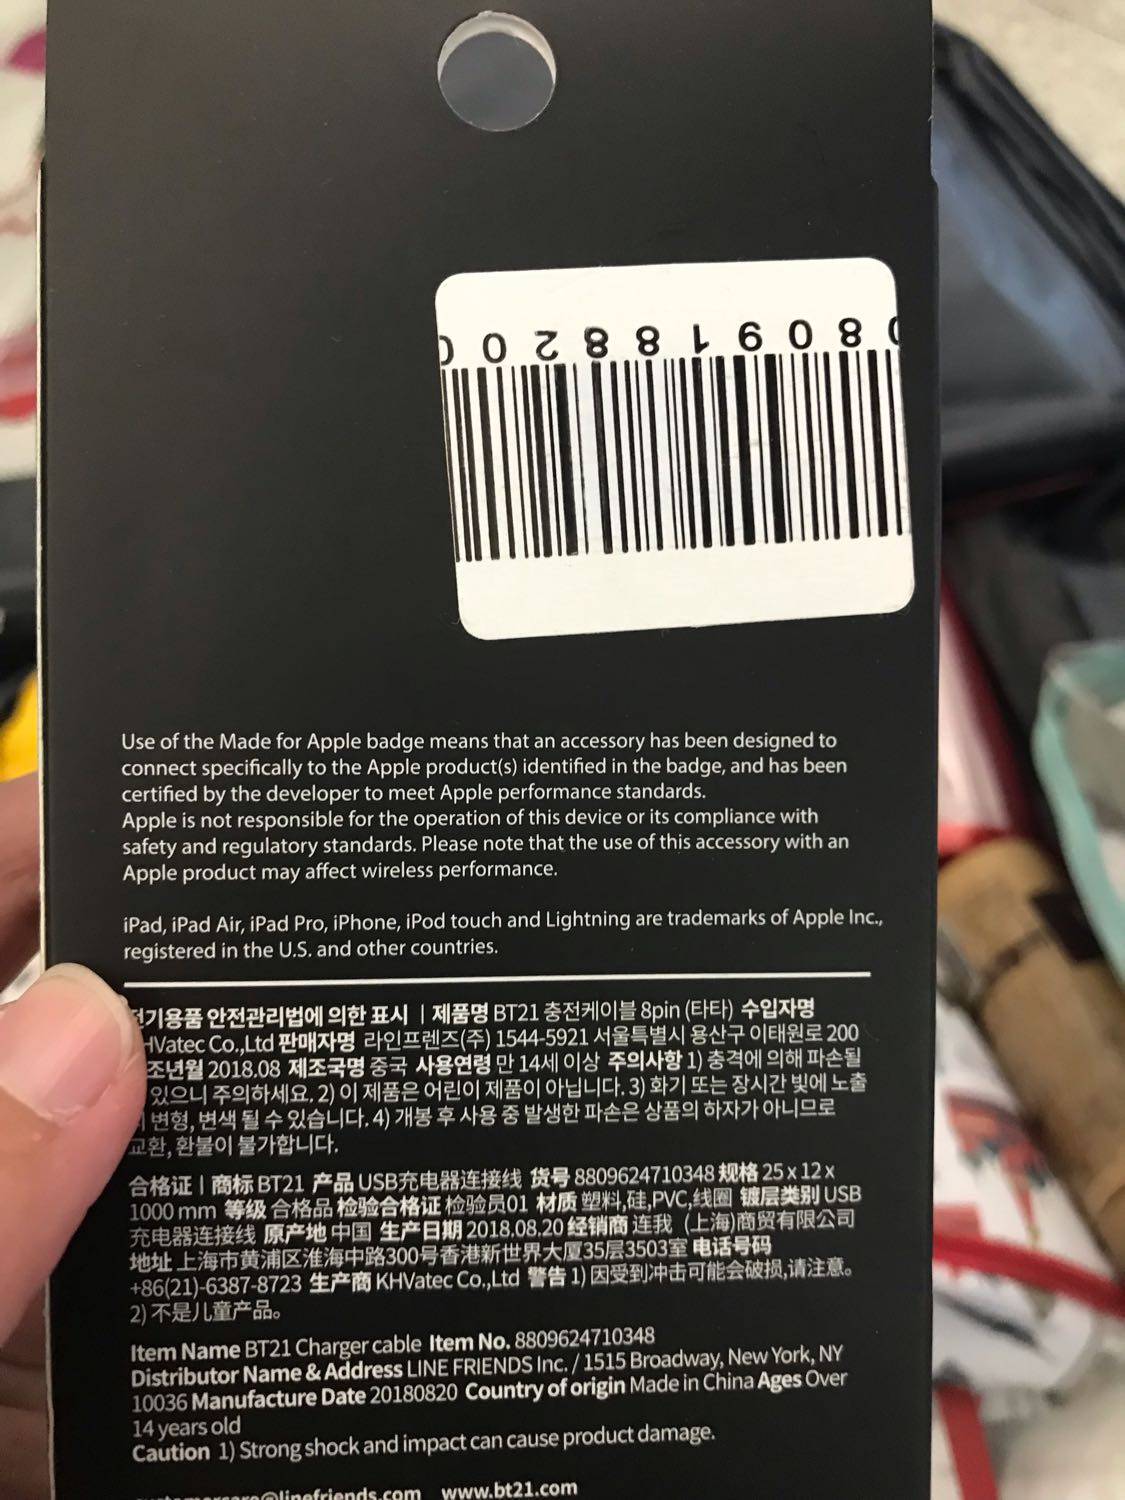 8 0 9 1 8 8 2 0
Use of the Made for Apple badge means that an accessory has been designed to
connect specifically to the Apple product(s) identified in the badge, and has been
certified by the developer to meet Apple performance standards.
Apple is not responsible for the operation of this device or its compliance with
safety and regulatory standards. Please note that the use of this accessory with an
Apple product may affect wireless performance.
iPad, iPad Air, iPad Pro, iPhone, iPod touch and Lightning are trademarks of Apple Inc.,
registered in the U.S. and other countries.
전기용품 안전관리법에 의한 표시 | 제품명 BT21 충전케이블 8pin (타타) 수입자명
HVatec Co.,Ltd 판매자명 라인프렌즈(주) 1544-5921 서울특별시 용산구 이태원로 200
조년월 2018.08 제조국명 중국 사용연령 만 14세 이상 주의사항 1) 충격에 의해 파손될
있으니 주의하세요. 2) 이 제품은 어린이 제품이 아닙니다. 3) 화기 또는 장시간 빛에 노출
변형, 변색 될 수 있습니다. 4) 개봉 후 사용 중 발생한 파손은 상품의 하자가 아니므로
교환, 환불이 불가합니다.
合格证 | 商标 BT21 产品 USB充电器连接线 货号 8809624710348 规格 25 x 12 x
1000 mm 等级 合格品 检验合格证 检验员01 材质 塑料,硅,PVC,线圈 镀层类别 USB
充电器连接线 原产地 中国 生产日期 2018.08.20 经销商 连我 (上海)商贸有限公司
地址 上海市黄浦区淮海中路300号香港新世界大厦35层3503室 电话号码
+86(21)-6387-8723 生产商 KHVatec Co.,Ltd 警告 1) 因受到冲击可能会破损,请注意。
2) 不是儿童产品。
Item Name BT21 Charger cable Item No. 8809624710348
Distributor Name & Address LINE FRIENDS Inc. / 1515 Broadway, New York, NY
10036 Manufacture Date 20180820 Country of origin Made in China Ages Over
14 years old
Caution 1) Strong shock and impact can cause product damage.
customercare@linefriends.com www.bt21.com